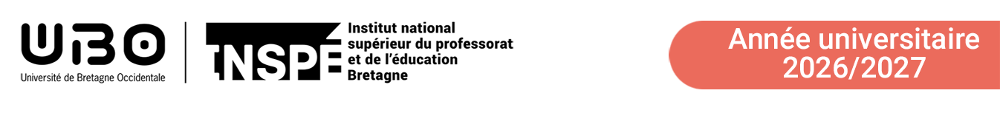 UBO
Université de Bretagne Occidentale
INSPÉ
Institut national
supérieur du professorat
et de l'éducation
Bretagne
Année universitaire
2026/2027